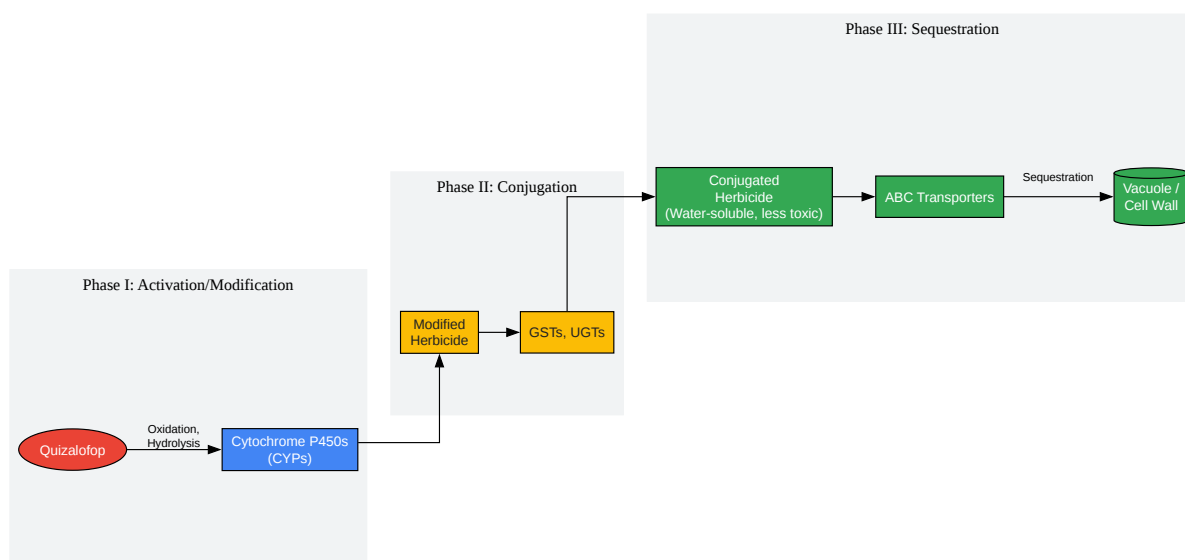 Phase III: Sequestration
Conjugated
Herbicide
(Water-soluble, less toxic)
ABC Transporters
Sequestration
Vacuole /
Cell Wall
Phase II: Conjugation
Modified
Herbicide
GSTs, UGTs
Phase I: Activation/Modification
Quizalofop
Oxidation,
Hydrolysis
Cytochrome P450s
(CYPs)